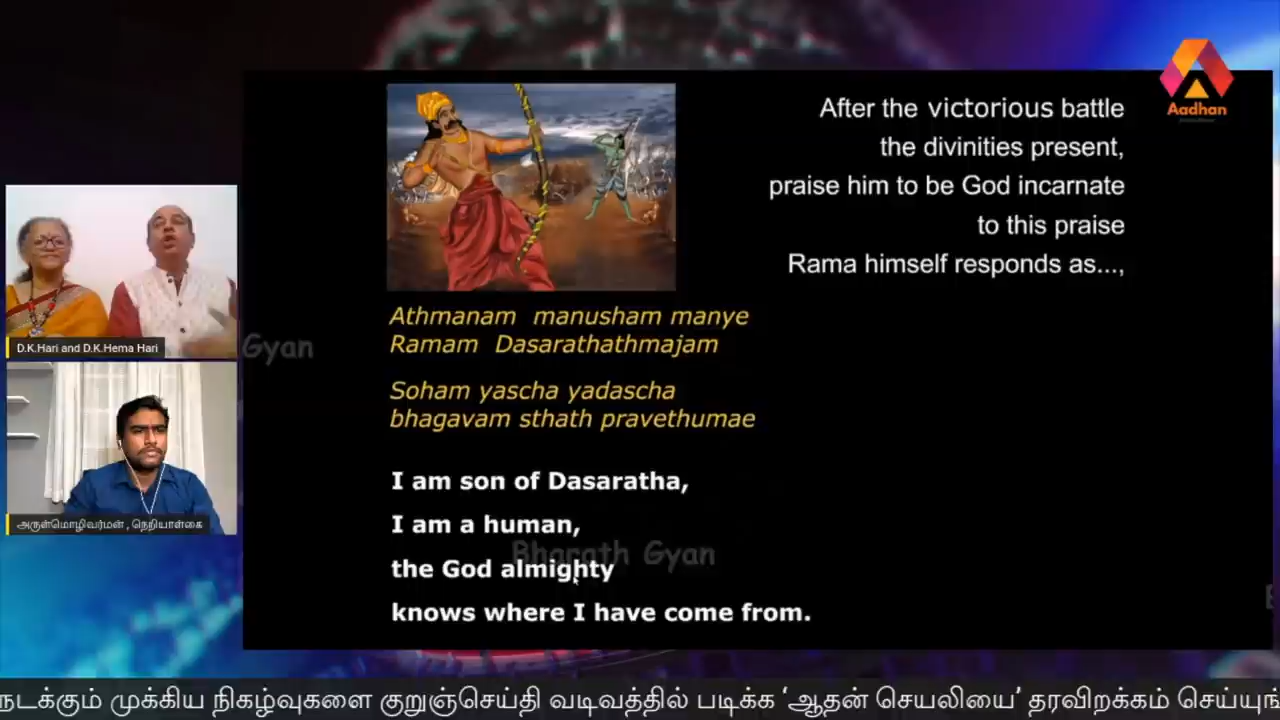 Aadhan
After the victorious battle
the divinities present,
praise him to be God incarnate
to this praise
Rama himself responds as...,
Athmanam manusham manye
Ramam Dasarathathmajam
Soham yascha yadascha
bhagavam sthath pravethumae
I am son of Dasaratha,
I am a human,
the God almighty
knows where I have come from.
Gyan
Bharath Gyan
D.K.Hari and D.K.Hema Hari
அருள்மொழிவர்மன் , நெறியாள்கை
நடக்கும் முக்கிய நிகழ்வுகளை குறுஞ்செய்தி வடிவத்தில் படிக்க ‘ஆதன் செயலியை’ தரவிறக்கம்